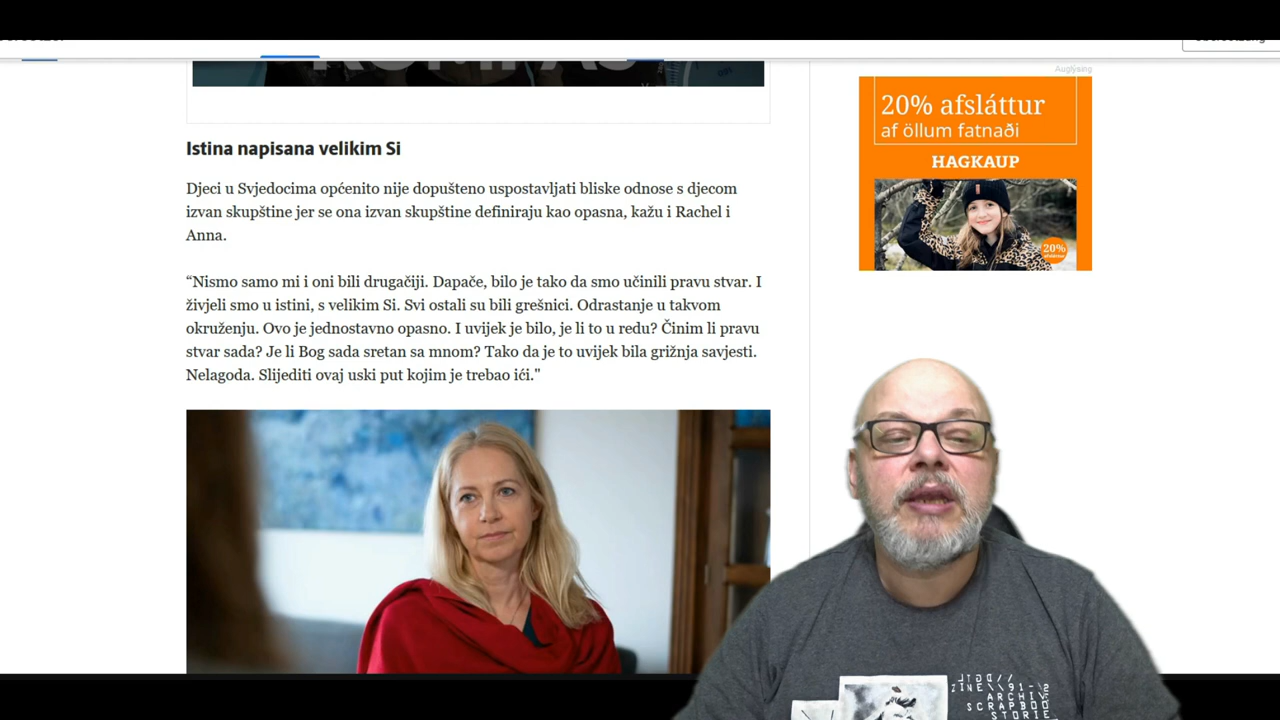 Auglýsing
20% afsláttur
af öllum fatnaði
HAGKAUP
20%
afsláttur
Istina napisana velikim Si
Djeci u Svjedocima općenito nije dopušteno uspostavljati bliske odnose s djecom
izvan skupštine jer se ona izvan skupštine definiraju kao opasna, kažu i Rachel i
Anna.
“Nismo samo mi i oni bili drugačiji. Dapače, bilo je tako da smo učinili pravu stvar. I
živjeli smo u istini, s velikim Si. Svi ostali su bili grešnici. Odrastanje u takvom
okruženju. Ovo je jednostavno opasno. I uvijek je bilo, je li to u redu? Činim li pravu
stvar sada? Je li Bog sada sretan sa mnom? Tako da je to uvijek bila grižnja savjesti.
Nelagoda. Slijediti ovaj uski put kojim je trebao ići."
ARCHIV
SCRAPBOO
STORIE